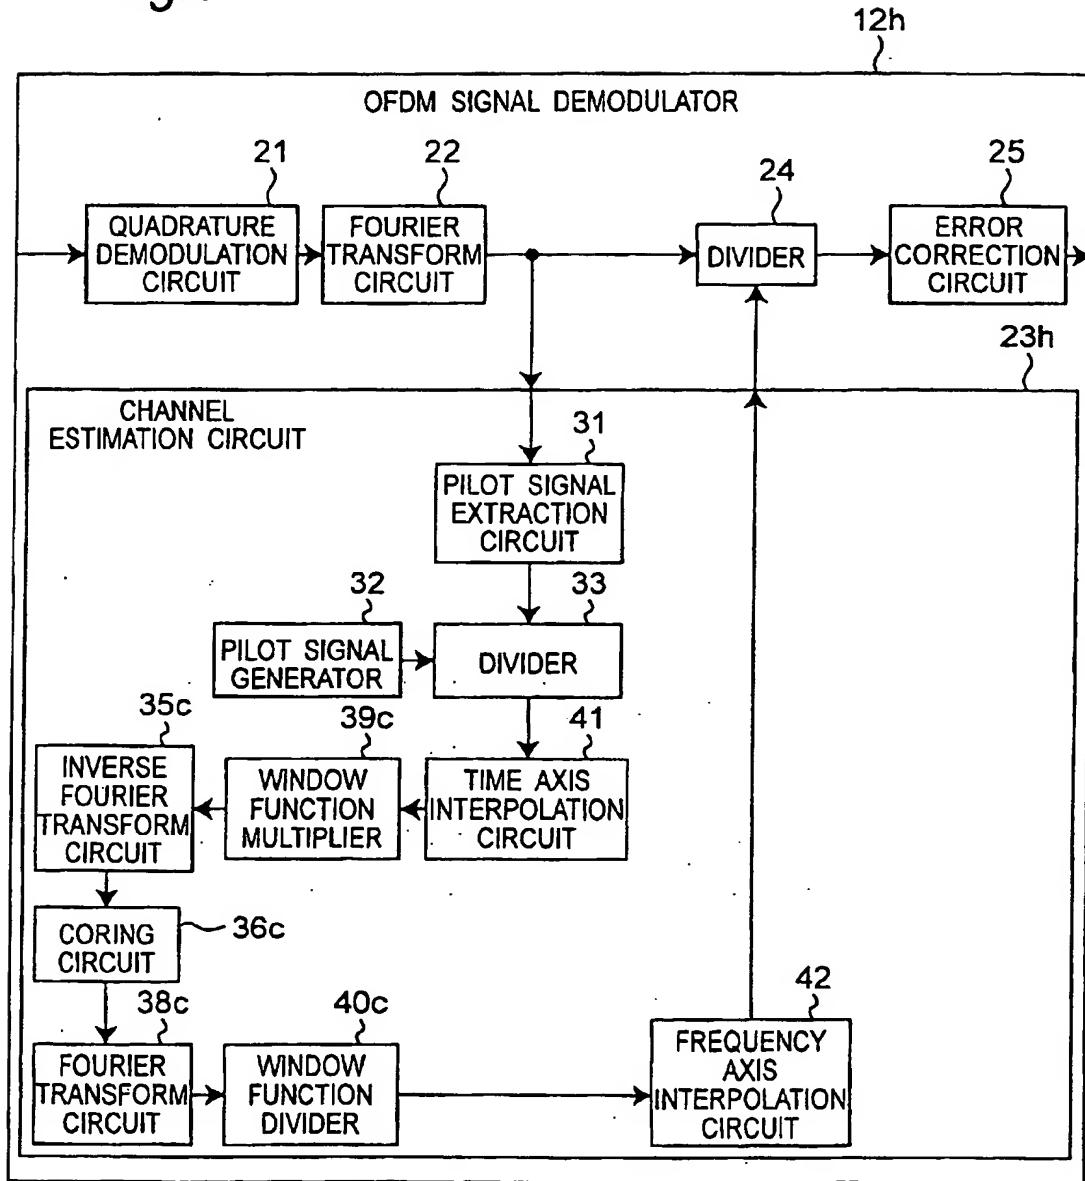 12h
OFDM SIGNAL DEMODULATOR
21
22
24
25
QUADRATURE
DEMODULATION
CIRCUIT
FOURIER
TRANSFORM
CIRCUIT
DIVIDER
ERROR
CORRECTION
CIRCUIT
23h
CHANNEL
ESTIMATION CIRCUIT
31
PILOT SIGNAL
EXTRACTION
CIRCUIT
32
33
PILOT SIGNAL
GENERATOR
DIVIDER
35c
39c
41
INVERSE
FOURIER
TRANSFORM
CIRCUIT
WINDOW
FUNCTION
MULTIPLIER
TIME AXIS
INTERPOLATION
CIRCUIT
CORING
CIRCUIT
36c
38c
40c
42
FOURIER
TRANSFORM
CIRCUIT
WINDOW
FUNCTION
DIVIDER
FREQUENCY
AXIS
INTERPOLATION
CIRCUIT